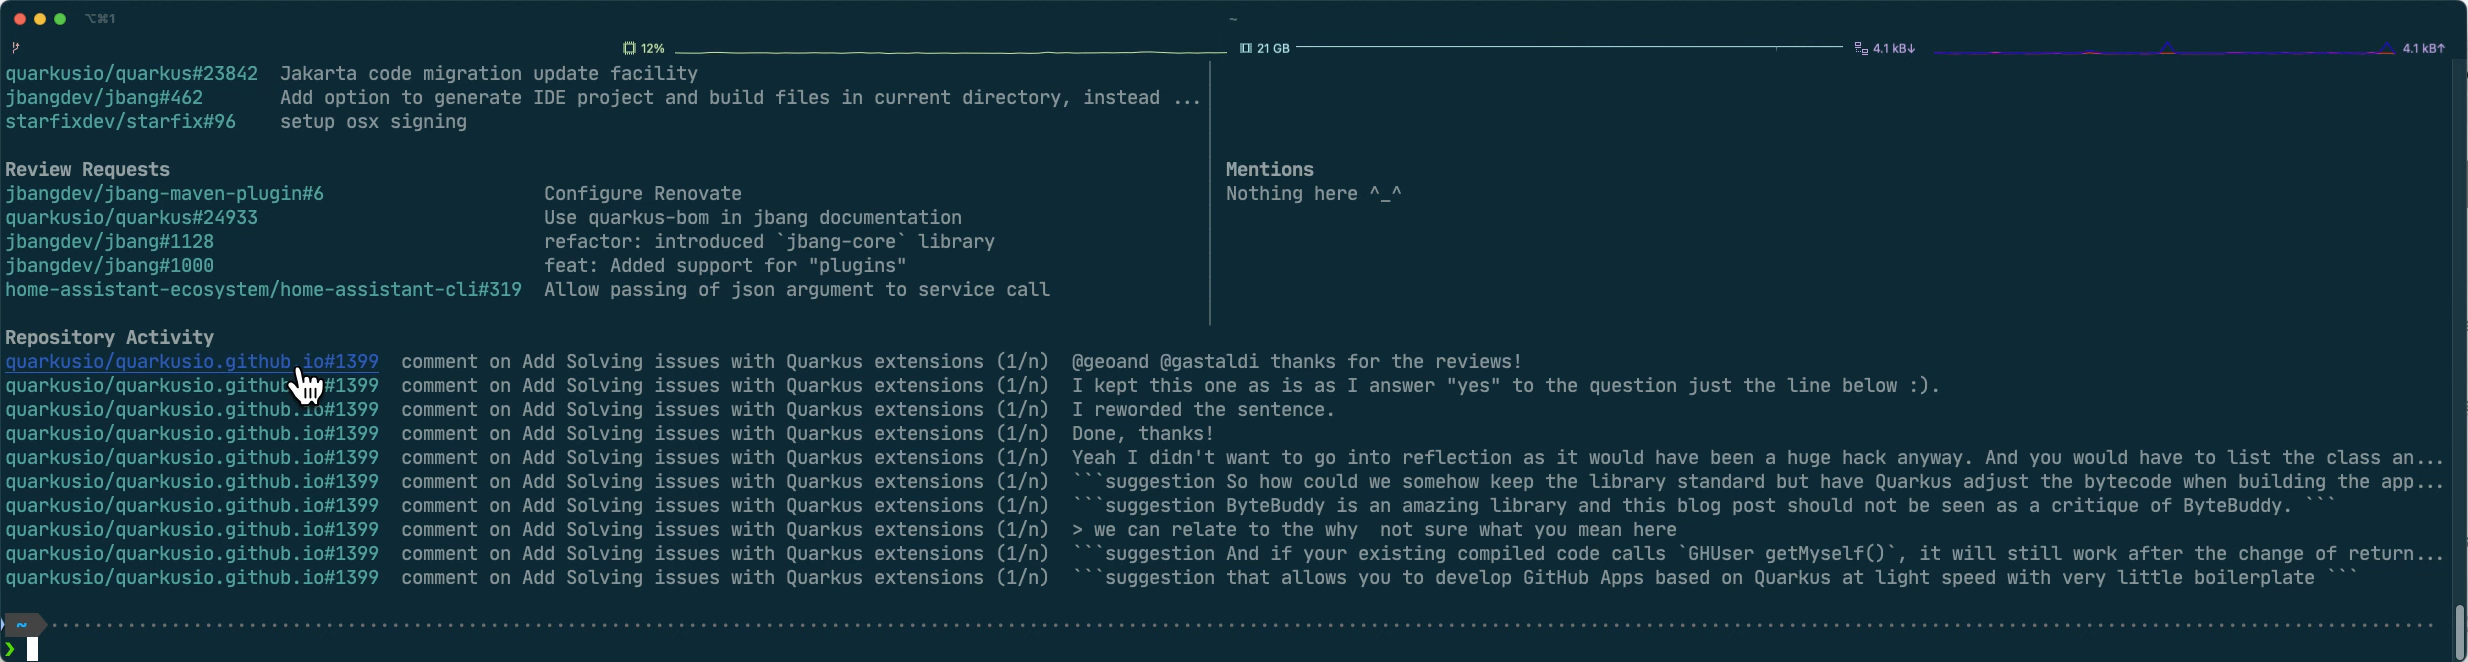 ⌥⌘1
~
12%
21 GB
4.1 kB↓
4.1 kB↑
quarkusio/quarkus#23842 Jakarta code migration update facility
jbangdev/jbang#462 Add option to generate IDE project and build files in current directory, instead ...
starfixdev/starfix#96 setup osx signing
Review Requests
jbangdev/jbang-maven-plugin#6 Configure Renovate
quarkusio/quarkus#24933 Use quarkus-bom in jbang documentation
jbangdev/jbang#1128 refactor: introduced `jbang-core` library
jbangdev/jbang#1000 feat: Added support for "plugins"
home-assistant-ecosystem/home-assistant-cli#319 Allow passing of json argument to service call
Mentions
Nothing here ^_^
Repository Activity
quarkusio/quarkusio.github.io#1399 comment on Add Solving issues with Quarkus extensions (1/n) @geoand @gastaldi thanks for the reviews!
quarkusio/quarkusio.github.io#1399 comment on Add Solving issues with Quarkus extensions (1/n) I kept this one as is as I answer "yes" to the question just the line below :).
quarkusio/quarkusio.github.io#1399 comment on Add Solving issues with Quarkus extensions (1/n) I reworded the sentence.
quarkusio/quarkusio.github.io#1399 comment on Add Solving issues with Quarkus extensions (1/n) Done, thanks!
quarkusio/quarkusio.github.io#1399 comment on Add Solving issues with Quarkus extensions (1/n) Yeah I didn't want to go into reflection as it would have been a huge hack anyway. And you would have to list the class an...
quarkusio/quarkusio.github.io#1399 comment on Add Solving issues with Quarkus extensions (1/n) ```suggestion So how could we somehow keep the library standard but have Quarkus adjust the bytecode when building the app...
quarkusio/quarkusio.github.io#1399 comment on Add Solving issues with Quarkus extensions (1/n) ```suggestion ByteBuddy is an amazing library and this blog post should not be seen as a critique of ByteBuddy. ```
quarkusio/quarkusio.github.io#1399 comment on Add Solving issues with Quarkus extensions (1/n) > we can relate to the why  not sure what you mean here
quarkusio/quarkusio.github.io#1399 comment on Add Solving issues with Quarkus extensions (1/n) ```suggestion And if your existing compiled code calls `GHUser getMyself()`, it will still work after the change of return...
quarkusio/quarkusio.github.io#1399 comment on Add Solving issues with Quarkus extensions (1/n) ```suggestion that allows you to develop GitHub Apps based on Quarkus at light speed with very little boilerplate ```
~
❯